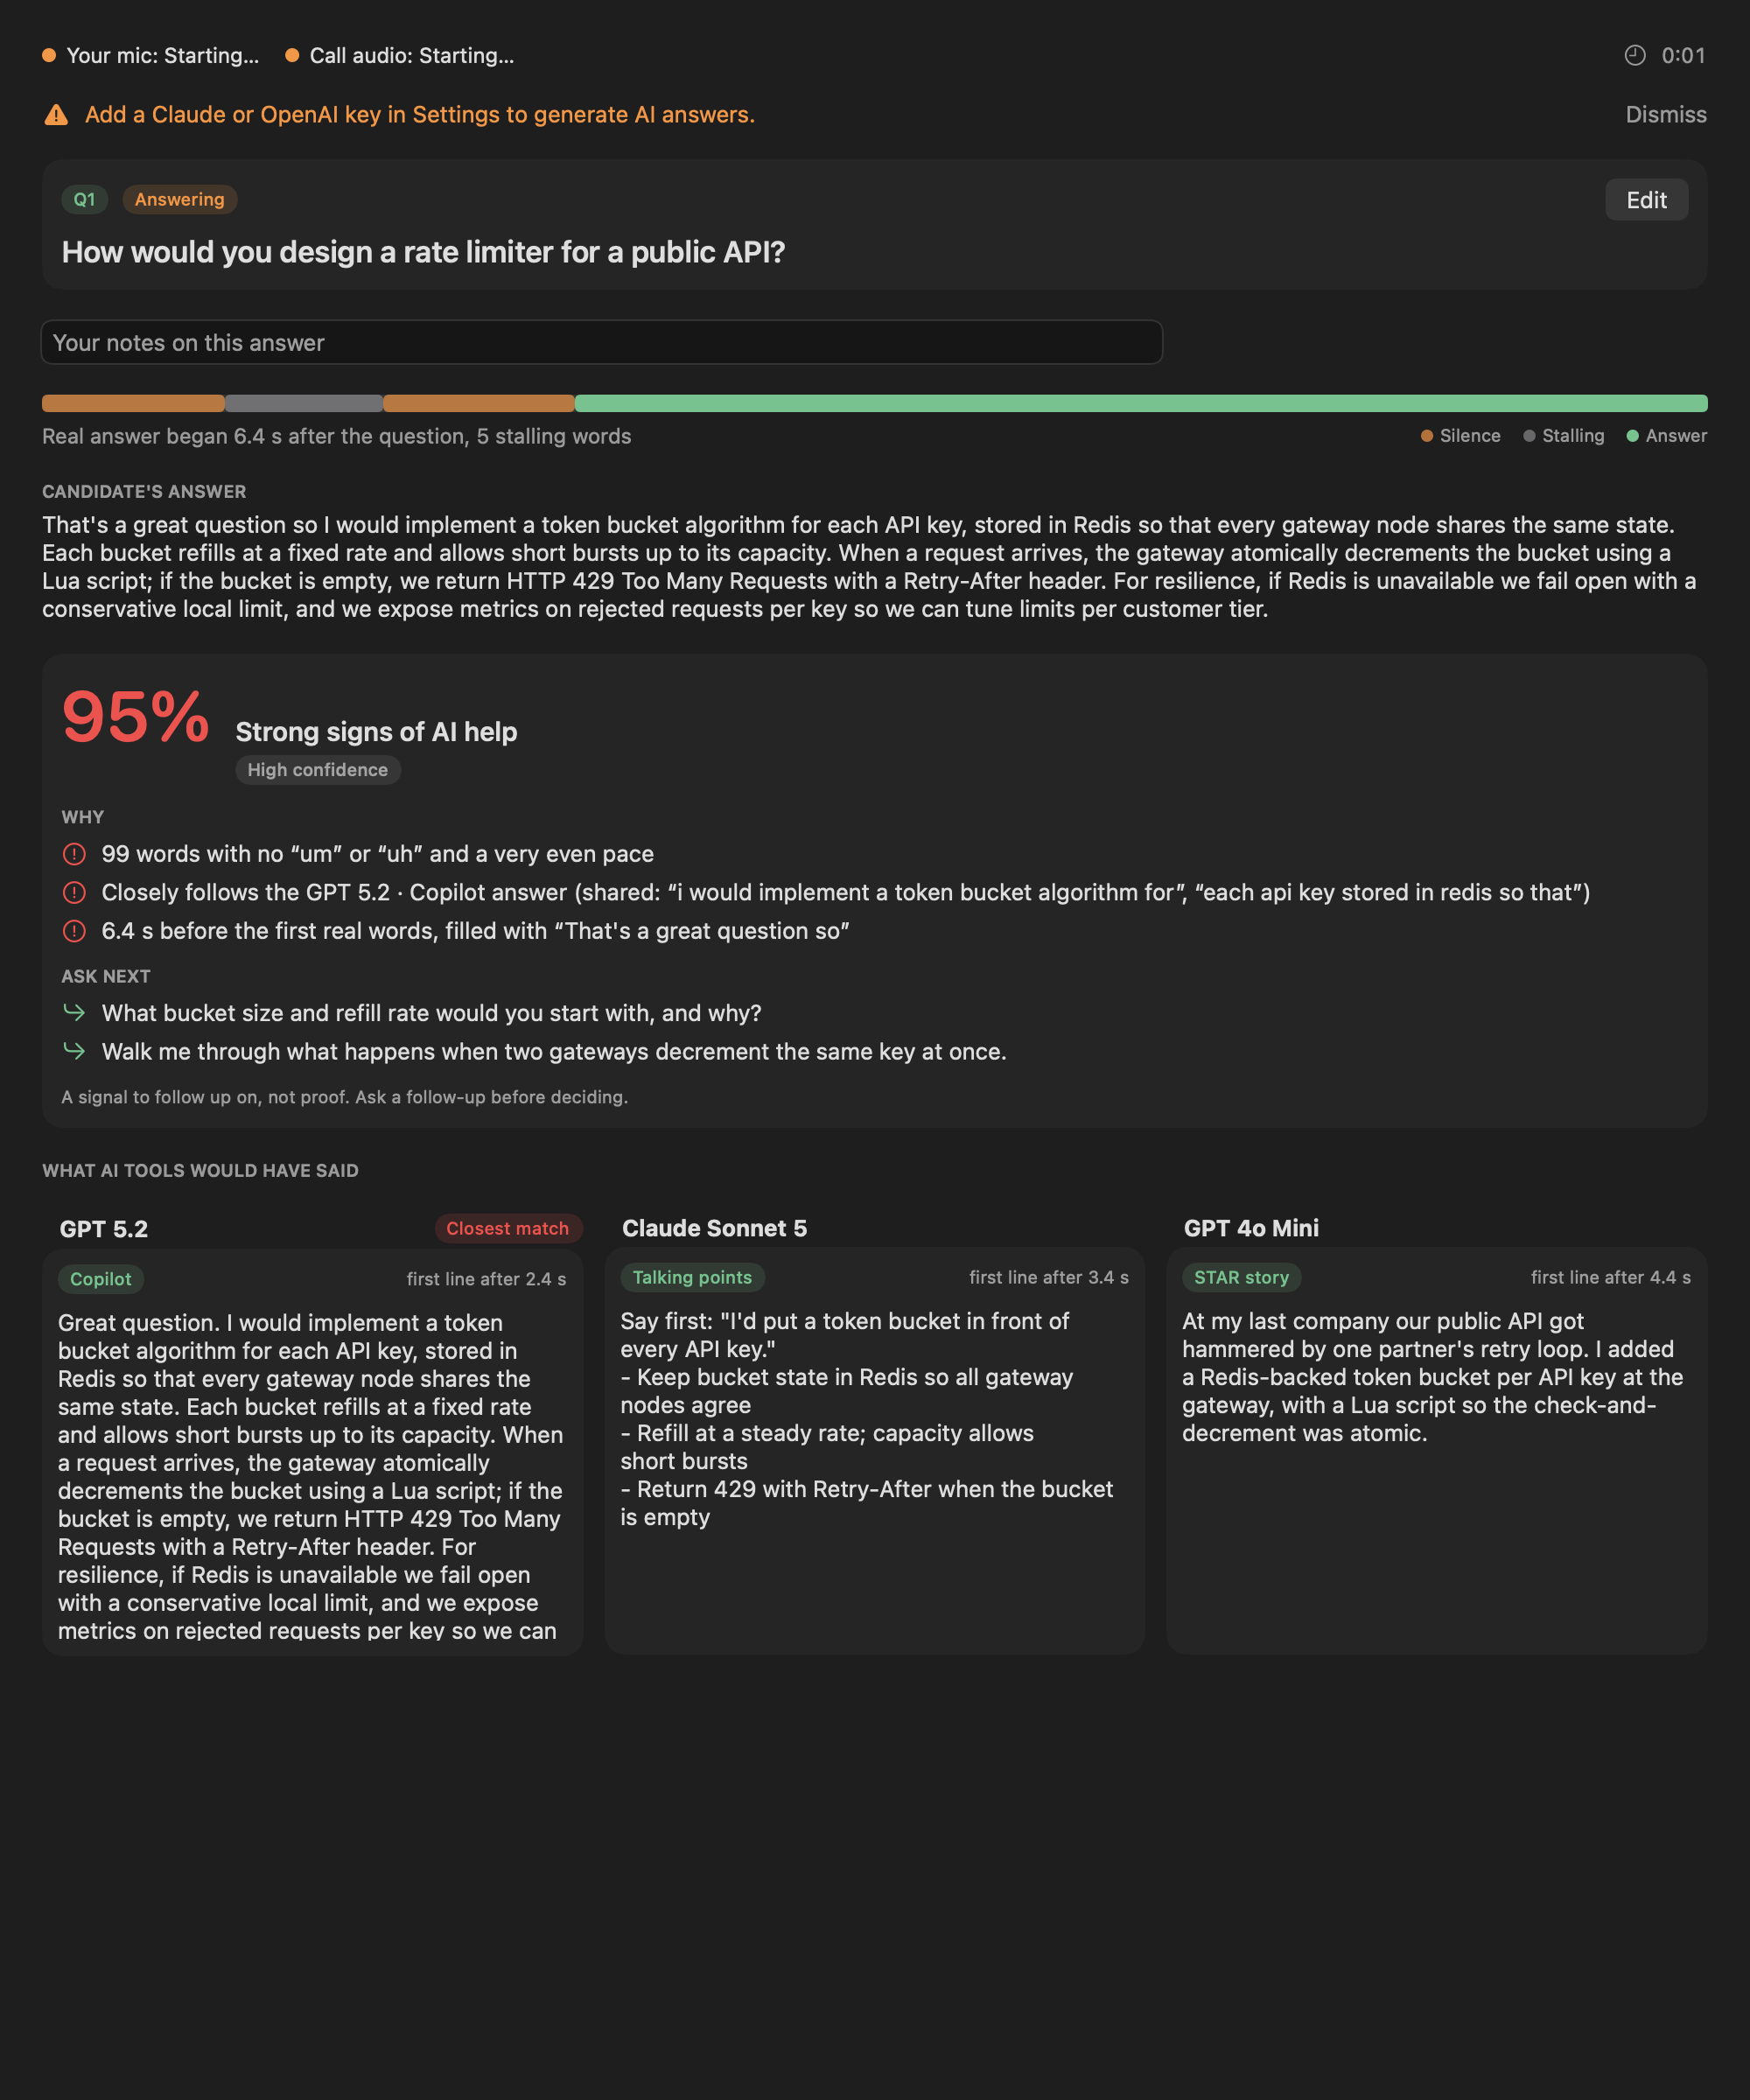 Your mic: Starting... Call audio: Starting... 0:01
Add a Claude or OpenAI key in Settings to generate AI answers. Dismiss
Q1 Answering Edit
How would you design a rate limiter for a public API?
Your notes on this answer
Real answer began 6.4 s after the question, 5 stalling words Silence Stalling Answer
CANDIDATE'S ANSWER
That's a great question so I would implement a token bucket algorithm for each API key, stored in Redis so that every gateway node shares the same state.
Each bucket refills at a fixed rate and allows short bursts up to its capacity. When a request arrives, the gateway atomically decrements the bucket using a
Lua script; if the bucket is empty, we return HTTP 429 Too Many Requests with a Retry-After header. For resilience, if Redis is unavailable we fail open with a
conservative local limit, and we expose metrics on rejected requests per key so we can tune limits per customer tier.
95% Strong signs of AI help
High confidence
WHY
99 words with no “um” or “uh” and a very even pace
Closely follows the GPT 5.2 · Copilot answer (shared: “i would implement a token bucket algorithm for”, “each api key stored in redis so that”)
6.4 s before the first real words, filled with “That's a great question so”
ASK NEXT
What bucket size and refill rate would you start with, and why?
Walk me through what happens when two gateways decrement the same key at once.
A signal to follow up on, not proof. Ask a follow-up before deciding.
WHAT AI TOOLS WOULD HAVE SAID
GPT 5.2 Closest match
Copilot first line after 2.4 s
Great question. I would implement a token
bucket algorithm for each API key, stored in
Redis so that every gateway node shares the
same state. Each bucket refills at a fixed rate
and allows short bursts up to its capacity. When
a request arrives, the gateway atomically
decrements the bucket using a Lua script; if the
bucket is empty, we return HTTP 429 Too Many
Requests with a Retry-After header. For
resilience, if Redis is unavailable we fail open
with a conservative local limit, and we expose
metrics on rejected requests per key so we can
Claude Sonnet 5
Talking points first line after 3.4 s
Say first: "I'd put a token bucket in front of
every API key."
- Keep bucket state in Redis so all gateway
nodes agree
- Refill at a steady rate; capacity allows
short bursts
- Return 429 with Retry-After when the bucket
is empty
GPT 4o Mini
STAR story first line after 4.4 s
At my last company our public API got
hammered by one partner's retry loop. I added
a Redis-backed token bucket per API key at the
gateway, with a Lua script so the check-and-
decrement was atomic.